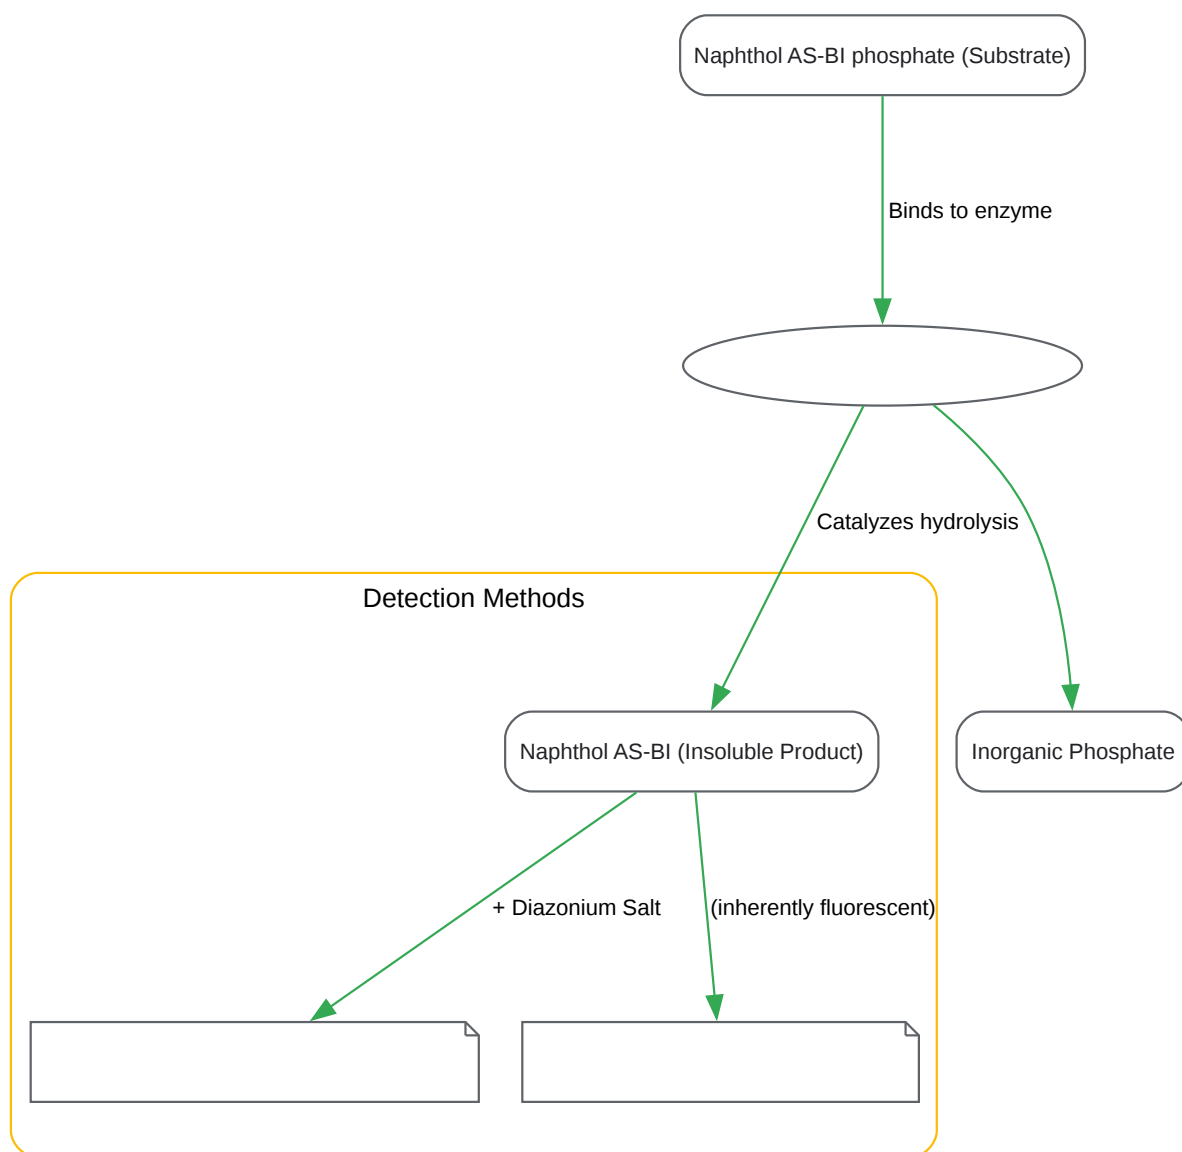 Naphthol AS-BI phosphate (Substrate)
Binds to enzyme
Catalyzes hydrolysis
Detection Methods
Naphthol AS-BI (Insoluble Product)
Inorganic Phosphate
+ Diazonium Salt
(inherently fluorescent)